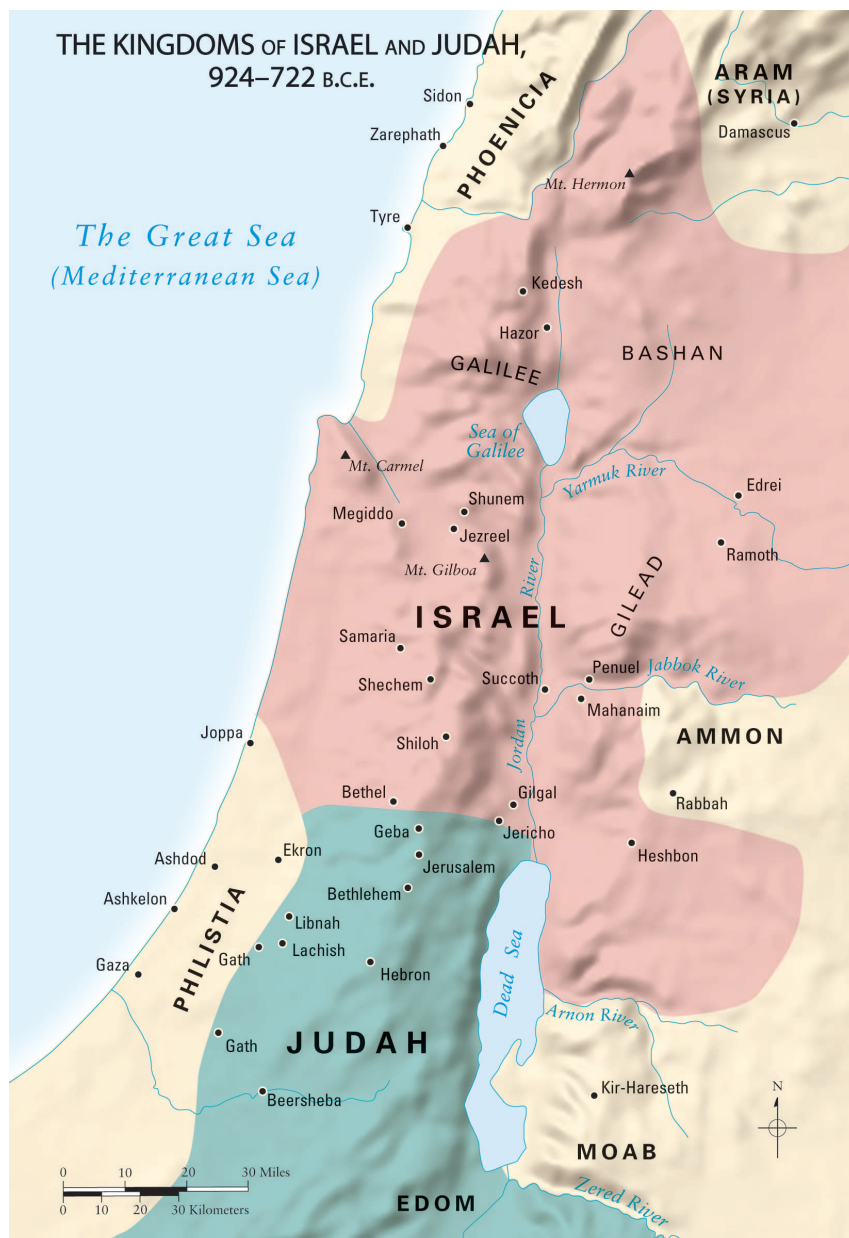 THE KINGDOMS OF ISRAEL AND JUDAH,
924–722 B.C.E.
ARAM
(SYRIA)
Damascus
Sidon
Zarephath
PHOENICIA
Mt. Hermon
Tyre
The Great Sea
(Mediterranean Sea)
Kedesh
Hazor
GALILEE
BASHAN
Sea of
Galilee
Mt. Carmel
Yarmuk River
Edrei
Shunem
Megiddo
Jezreel
Ramoth
Mt. Gilboa
River
GILEAD
ISRAEL
Samaria
Penuel
Jabbok River
Shechem
Succoth
Mahanaim
Joppa
Shiloh
Jordan
AMMON
Bethel
Gilgal
Rabbah
Geba
Jericho
Ekron
Ashdod
Jerusalem
Heshbon
Bethlehem
Ashkelon
PHILISTIA
Libnah
Lachish
Gath
Gaza
Hebron
Dead Sea
Arnon River
Gath
JUDAH
Beersheba
Kir-Hareseth
N
MOAB
0 10 20 30 Miles
0 10 20 30 Kilometers
EDOM
Zered River